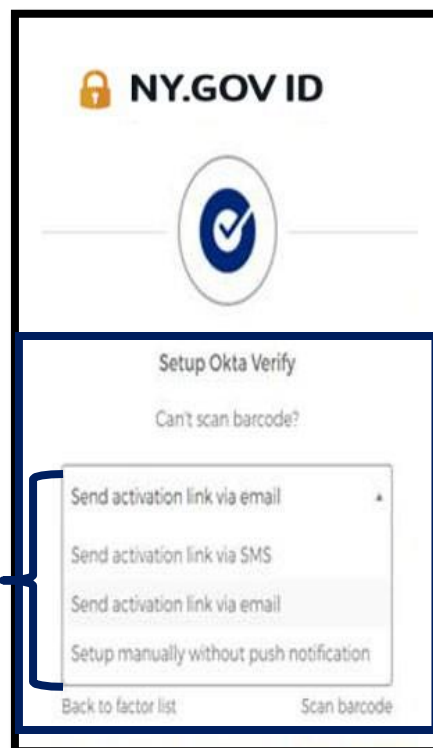 NY.GOV ID
Setup Okta Verify
Can't scan barcode?
Send activation link via email
Send activation link via SMS
Send activation link via email
Setup manually without push notification
Back to factor list Scan barcode